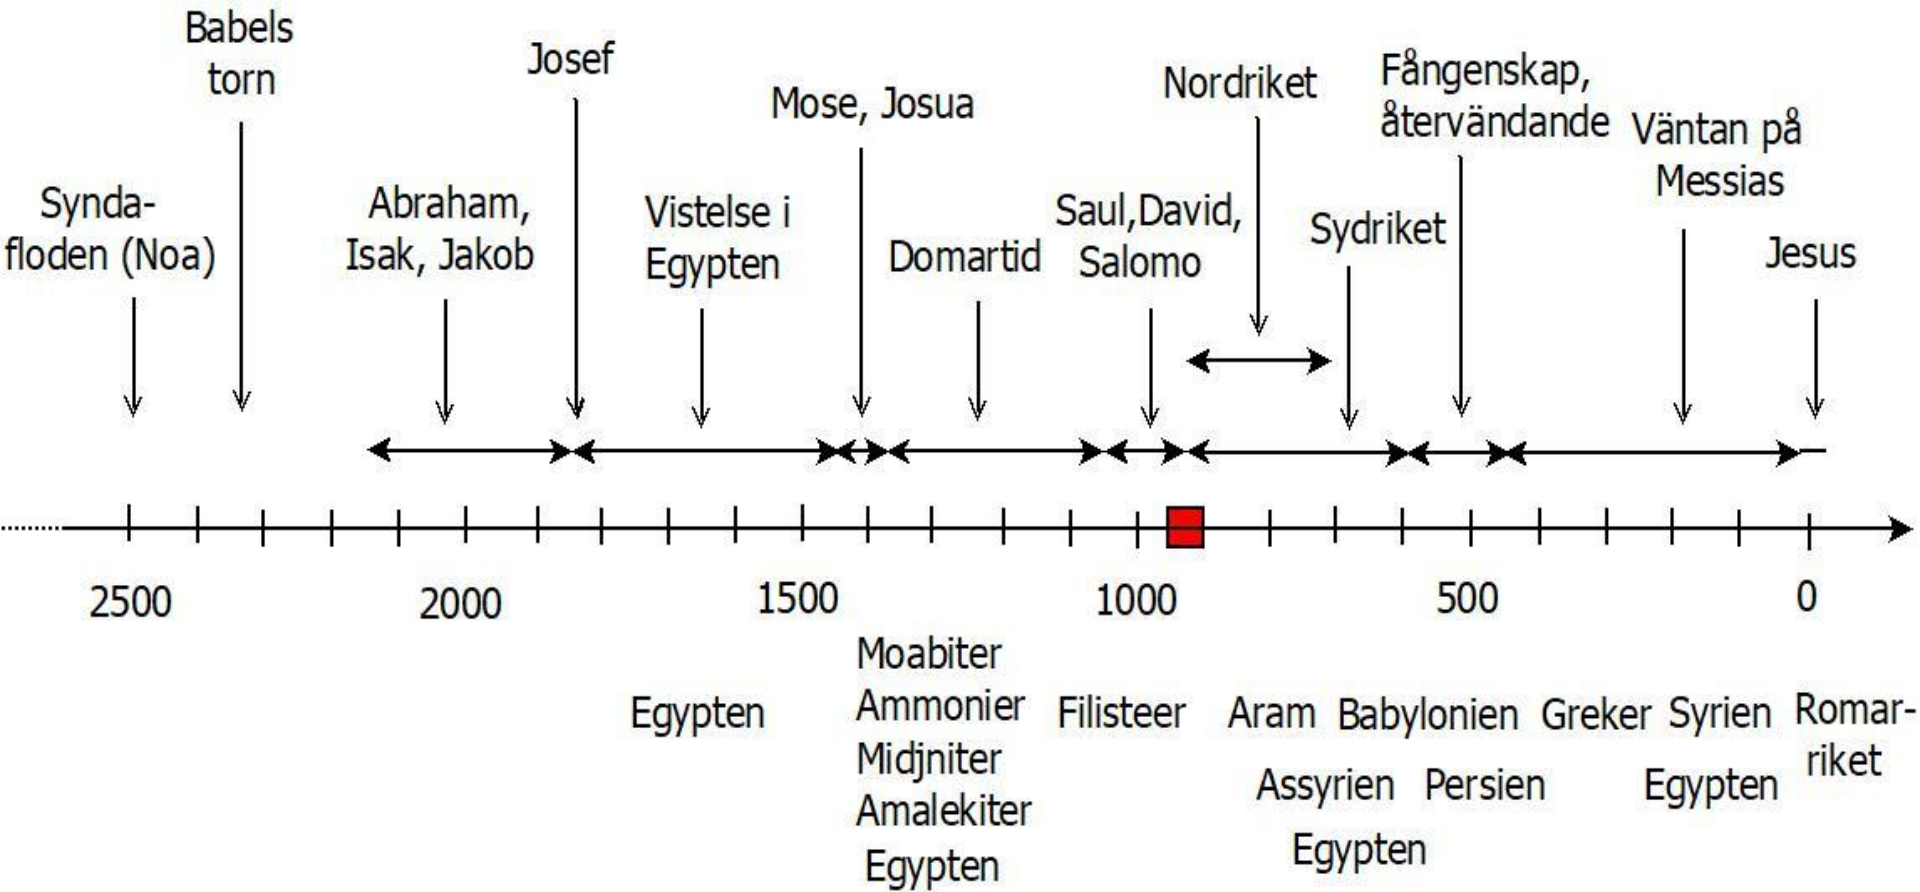 Babels
torn
Josef
Mose, Josua
Nordriket
Fångenskap,
återvändande
Väntan på
Messias
Synda-
floden (Noa)
Abraham,
Isak, Jakob
Vistelse i
Egypten
Domartid
Saul,David,
Salomo
Sydriket
Jesus
2500
2000
1500
1000
500
0
Egypten
Moabiter
Ammonier
Midjniter
Amalekiter
Egypten
Filisteer
Aram
Assyrien
Egypten
Babylonien
Persien
Greker
Syrien
Egypten
Romar-
riket